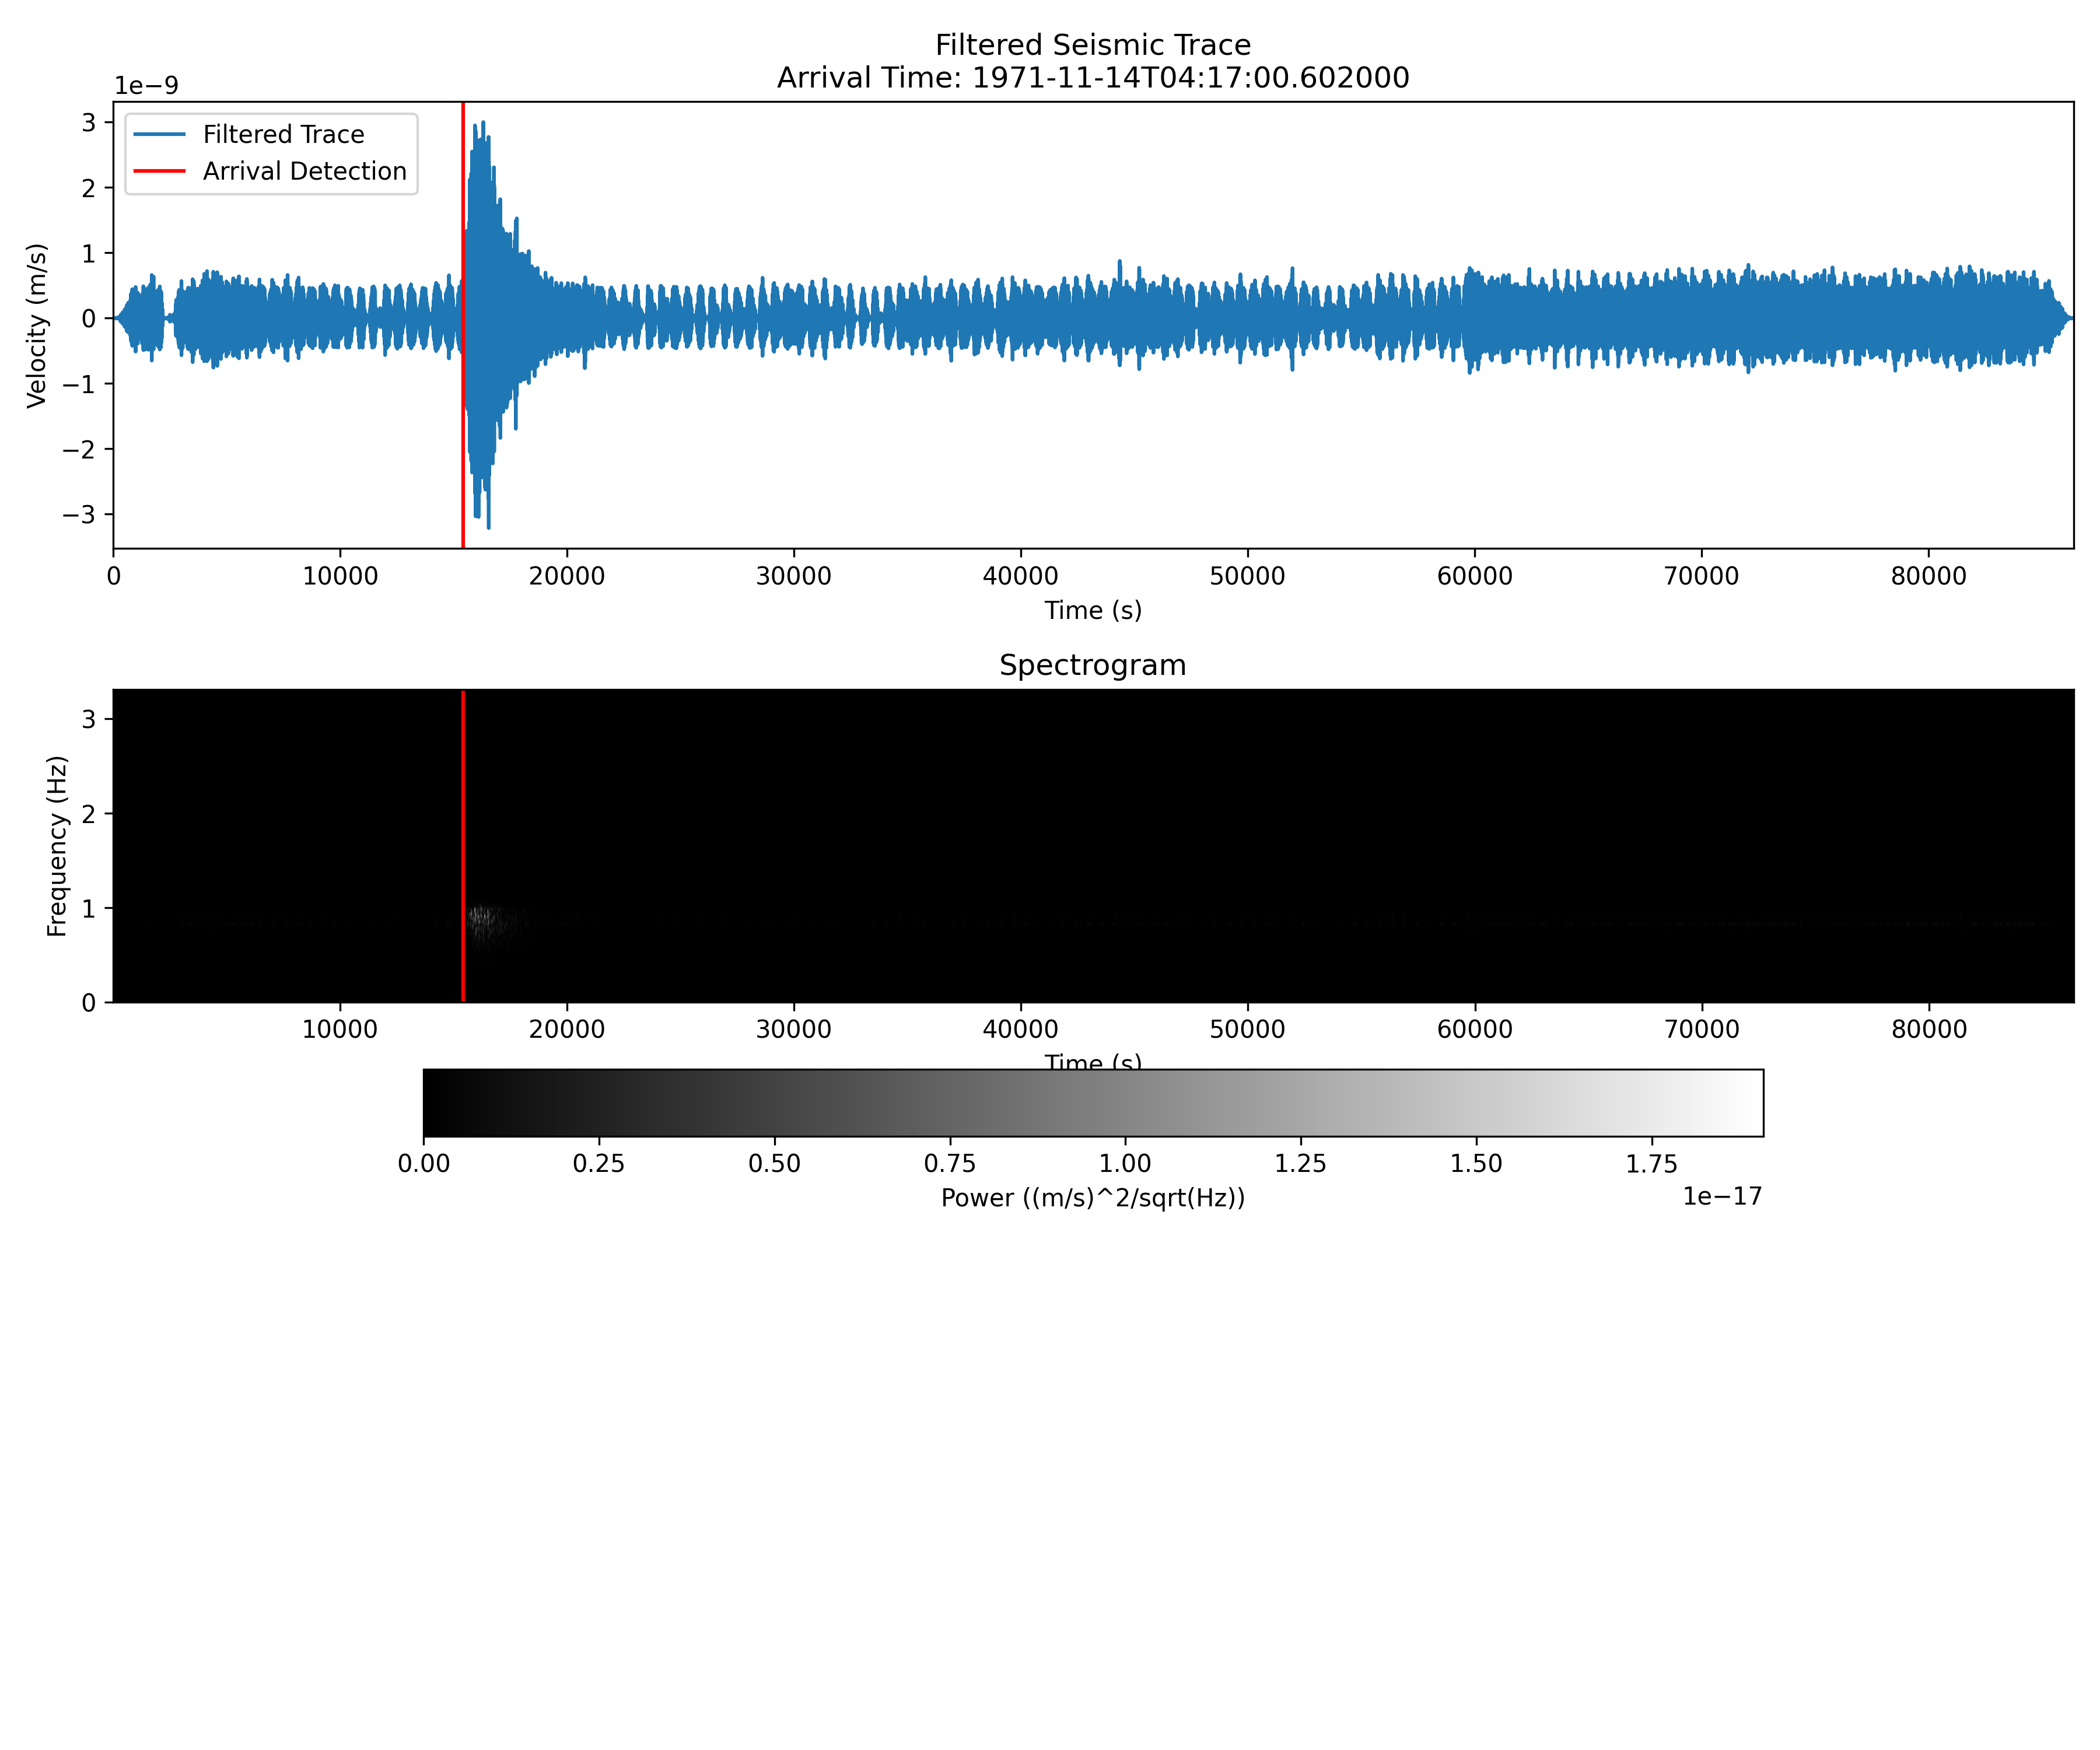 Filtered Seismic Trace
Arrival Time: 1971-11-14T04:17:00.602000
1e−9
Filtered Trace
Arrival Detection
3
2
1
0
−1
−2
−3
Velocity (m/s)
0 10000 20000 30000 40000 50000 60000 70000 80000
Time (s)
Spectrogram
3
2
1
0
Frequency (Hz)
10000 20000 30000 40000 50000 60000 70000 80000
Time (s)
0.00 0.25 0.50 0.75 1.00 1.25 1.50 1.75
Power ((m/s)^2/sqrt(Hz))
1e−17